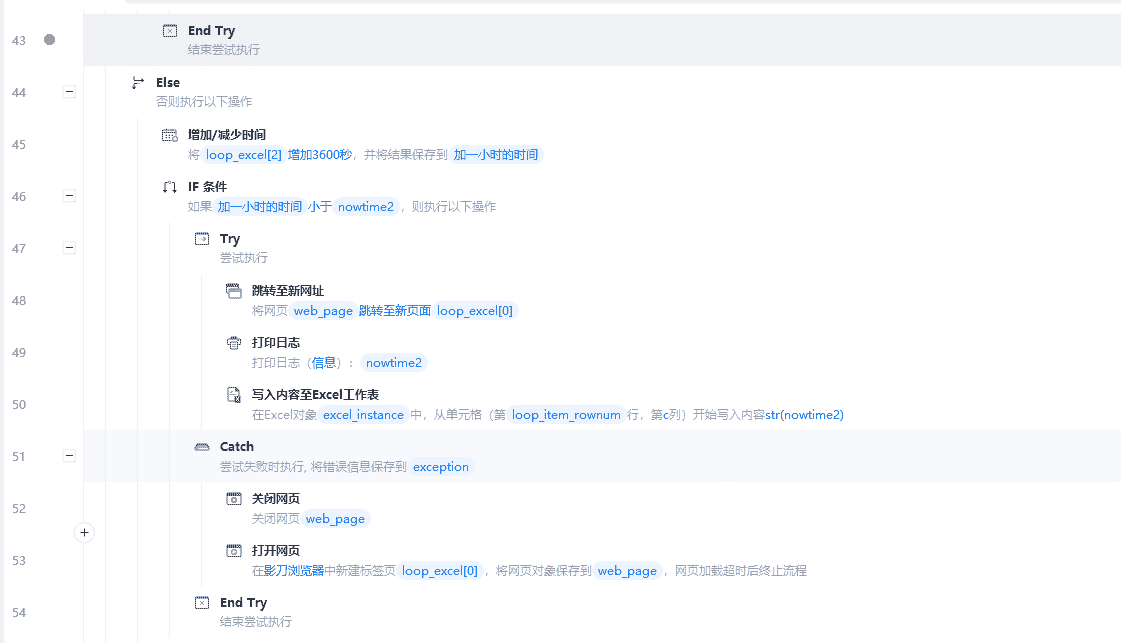 43
End Try
结束尝试执行
44
Else
否则执行以下操作
45
增加/减少时间
将 loop_excel[2] 增加3600秒，并将结果保存到 加一小时的时间
46
IF 条件
如果 加一小时的时间 小于 nowtime2 ，则执行以下操作
47
Try
尝试执行
48
跳转至新网址
将网页 web_page 跳转至新页面 loop_excel[0]
49
打印日志
打印日志（信息）： nowtime2
50
写入内容至Excel工作表
在Excel对象 excel_instance 中，从单元格（第 loop_item_rownum 行，第c列）开始写入内容str(nowtime2)
51
Catch
尝试失败时执行, 将错误信息保存到 exception
52
关闭网页
关闭网页 web_page
53
打开网页
在影刀浏览器中新建标签页 loop_excel[0] ，将网页对象保存到 web_page ，网页加载超时后终止流程
54
End Try
结束尝试执行